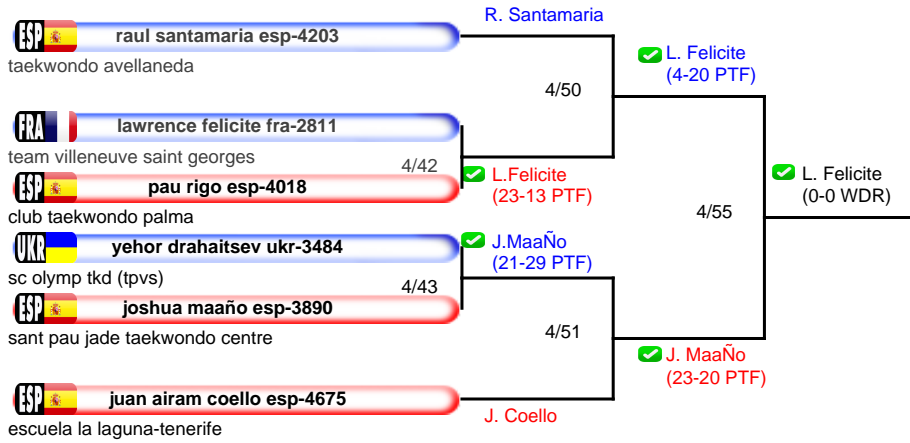 R. Santamaria
ESP raul santamaria esp-4203
taekwondo avellaneda
L. Felicite
(4-20 PTF)
4/50
FRA lawrence felicite fra-2811
team villeneuve saint georges
4/42
L.Felicite
(23-13 PTF)
ESP pau rigo esp-4018
club taekwondo palma
L. Felicite
(0-0 WDR)
4/55
UKR yehor drahaitsev ukr-3484
sc olymp tkd (tpvs)
J.MaaÑo
(21-29 PTF)
4/43
ESP joshua maaño esp-3890
sant pau jade taekwondo centre
4/51
J. MaaÑo
(23-20 PTF)
ESP juan airam coello esp-4675
escuela la laguna-tenerife
J. Coello